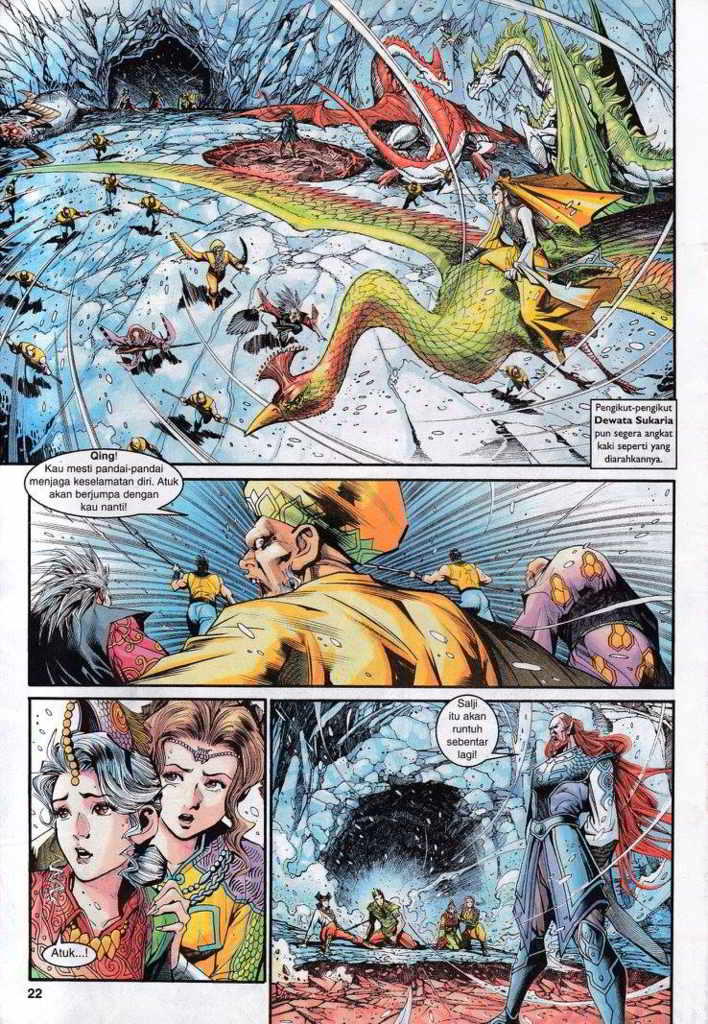 Pengikut-pengikut
Dewata Sukaria
pun segera angkat
kaki seperti yang
diarahkannya.
Qing!
Kau mesti pandai-pandai
menjaga keselamatan diri. Atuk
akan berjumpa dengan
kau nanti!
Atuk...!
Salji
itu akan
runtuh
sebentar
lagi!
22